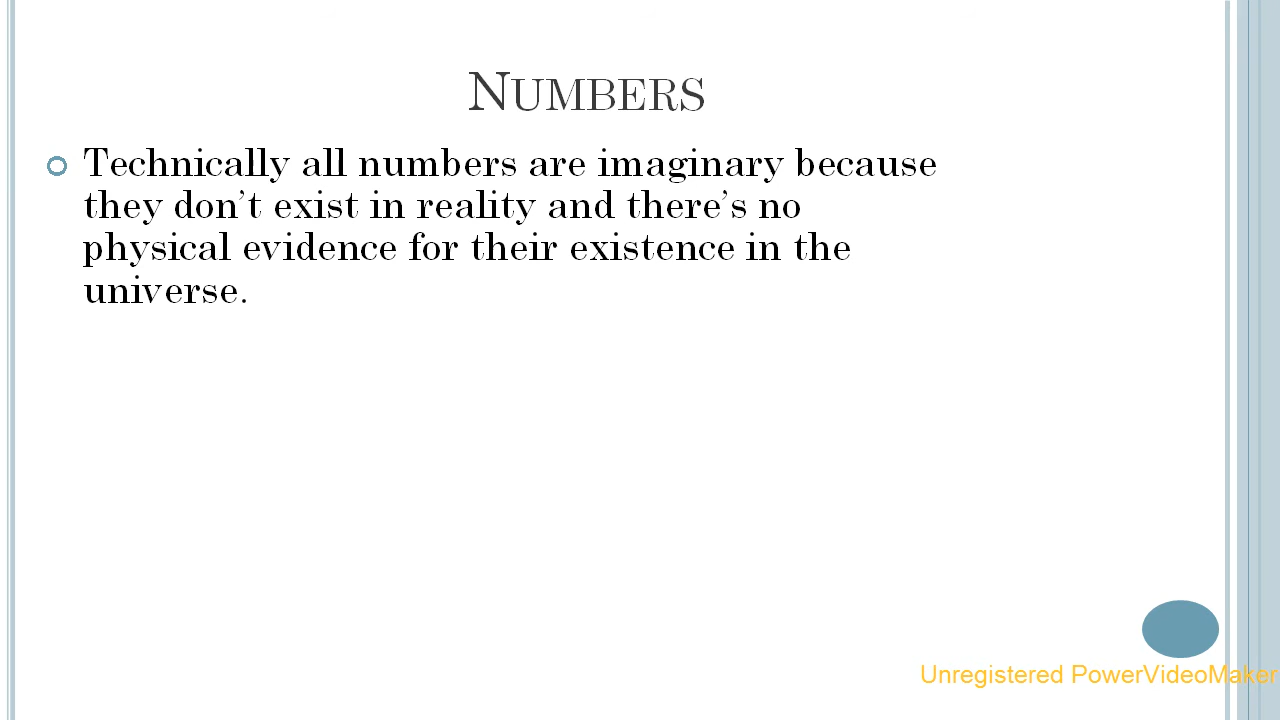 NUMBERS
Technically all numbers are imaginary because
they don’t exist in reality and there’s no
physical evidence for their existence in the
universe.
Unregistered PowerVideoMaker